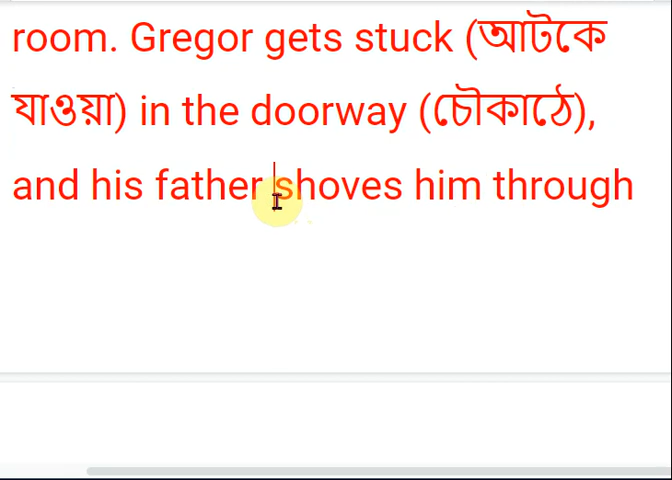 room. Gregor gets stuck (আটকে
যাওয়া) in the doorway (চৌকাঠে),
and his father shoves him through